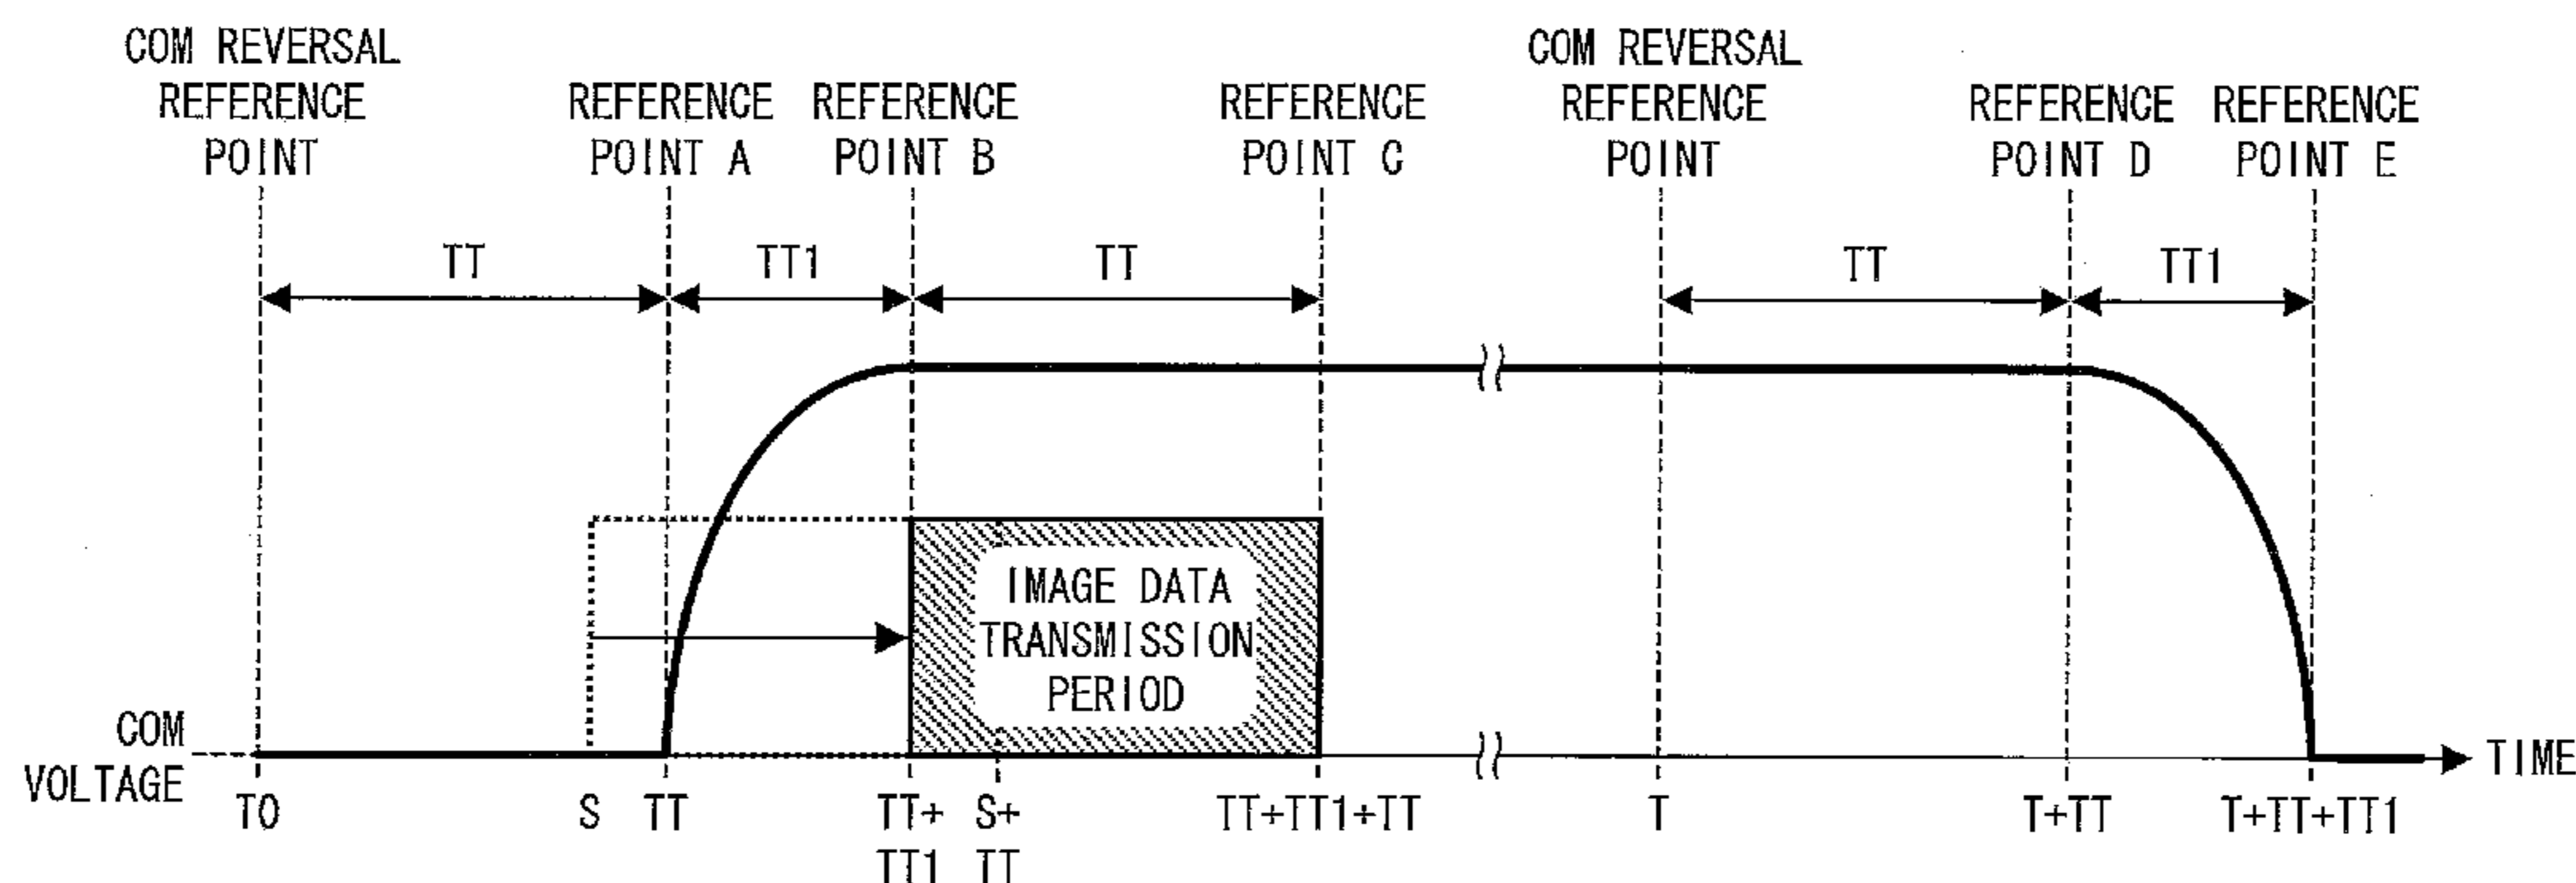 COM REVERSAL
REFERENCE
POINT
REFERENCE
POINT A
REFERENCE
POINT B
REFERENCE
POINT C
COM REVERSAL
REFERENCE
POINT
REFERENCE
POINT D
REFERENCE
POINT E
TT
TT1
TT
TT
TT1
IMAGE DATA
TRANSMISSION
PERIOD
COM
VOLTAGE
TIME
T0
S
TT
TT+
TT1
S+
TT
TT+TT1+TT
T
T+TT
T+TT+TT1